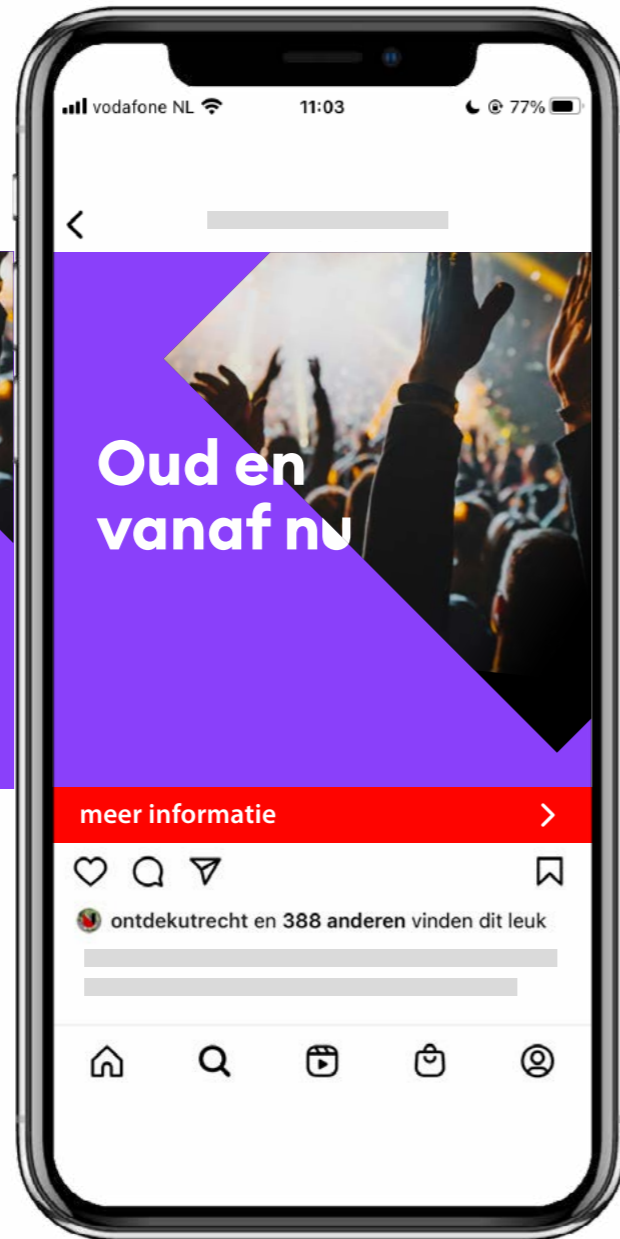 vodafone NL 11:03 77%
Oud en
vanaf nu
meer informatie
ontdekutrecht en 388 anderen vinden dit leuk